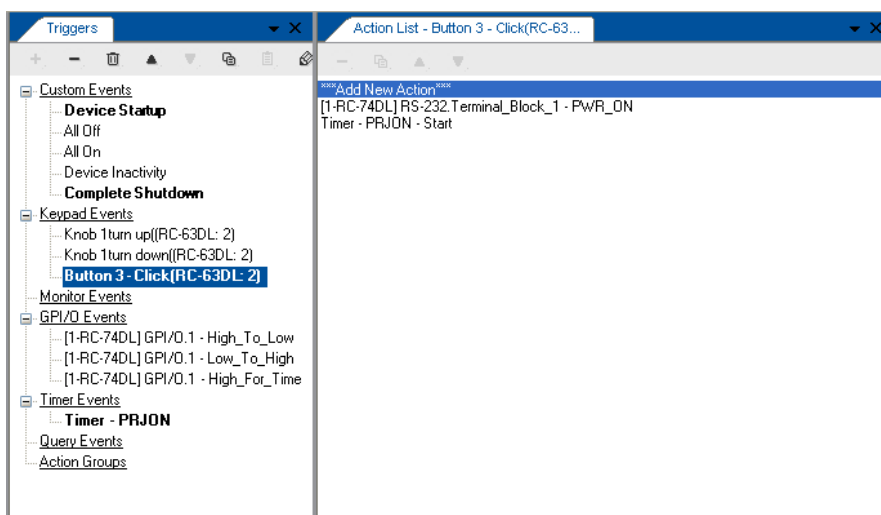 Triggers
Custom Events
Device Startup
All Off
All On
Device Inactivity
Complete Shutdown
Keypad Events
Knob 1turn up((RC-63DL: 2)
Knob 1turn down((RC-63DL: 2)
Button 3 - Click(RC-63DL: 2)
Monitor Events
GPI/O Events
[1-RC-74DL] GPI/O.1 - High_To_Low
[1-RC-74DL] GPI/O.1 - Low_To_High
[1-RC-74DL] GPI/O.1 - High_For_Time
Timer Events
Timer - PRJON
Query Events
Action Groups
Action List - Button 3 - Click(RC-63...
***Add New Action***
[1-RC-74DL] RS-232.Terminal_Block_1 - PWR_ON
Timer - PRJON - Start